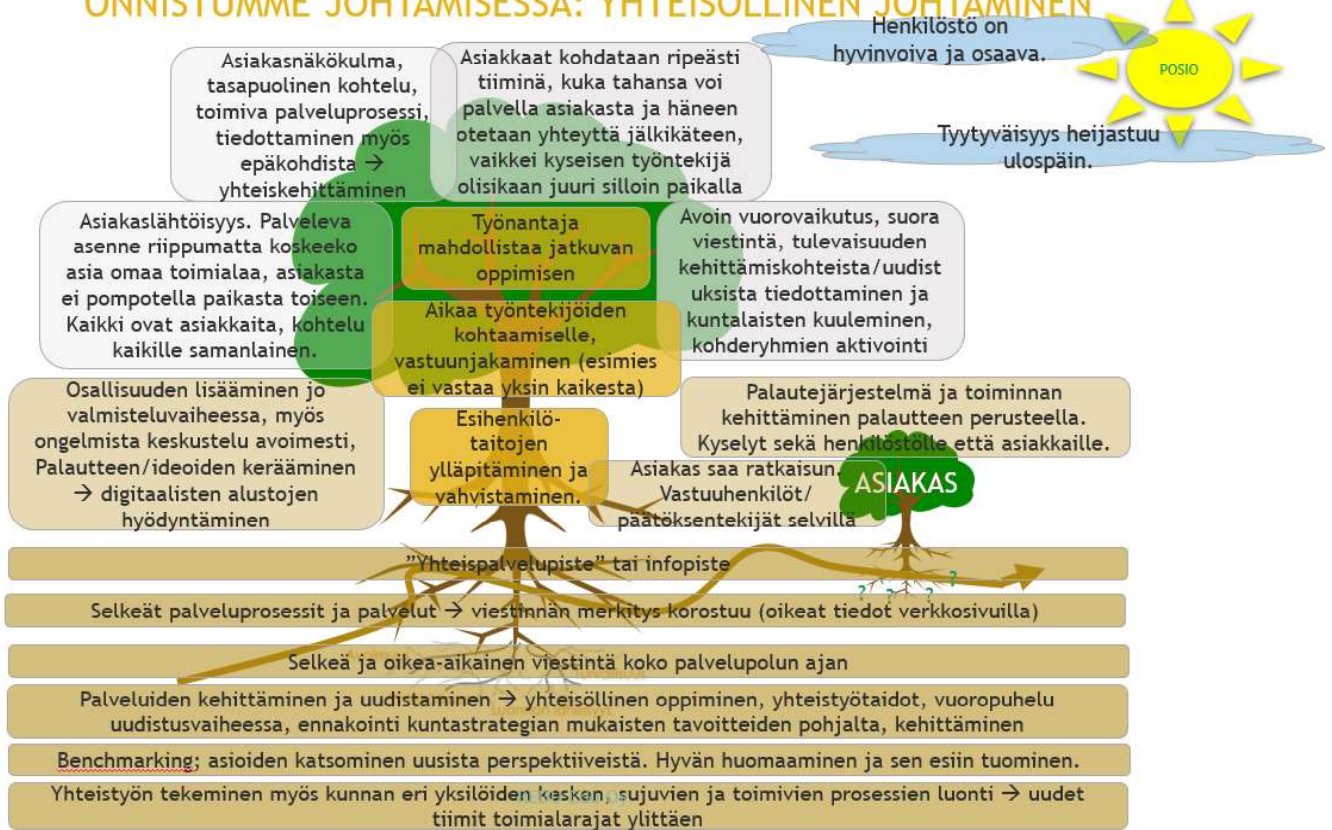 ONNISTUMME JOHTAMISESSA: YHTEISÖLLINEN JOHTAMINEN
Henkilöstö on
hyvinvoiva ja osaava.
POSIO
Tyytyväisyys heijastuu
ulospäin.
Asiakasnäkökulma,
tasapuolinen kohtelu,
toimiva palveluprosessi,
tiedottaminen myös
epäkohdista →
yhteiskehittäminen
Asiakkaat kohdataan ripeästi
tiiminä, kuka tahansa voi
palvella asiakasta ja häneen
otetaan yhteyttä jälkikäteen,
vaikkei kyseisen työntekijä
olisikaan juuri silloin paikalla
Asiakaslähtöisyys. Palveleva
asenne riippumatta koskeeko
asia omaa toimialaa, asiakasta
ei pompotella paikasta toiseen.
Kaikki ovat asiakkaita, kohtelu
kaikille samanlainen.
Työnantaja
mahdollistaa jatkuvan
oppimisen
Avoin vuorovaikutus, suora
viestintä, tulevaisuuden
kehittämiskohteista/uudist
uksista tiedottaminen ja
kuntalaisten kuuleminen,
kohderyhmien aktivointi
Aikaa työntekijöiden
kohtaamiselle,
vastuunjakaminen (esimies
ei vastaa yksin kaikesta)
Osallisuuden lisääminen jo
valmisteluvaiheessa, myös
ongelmista keskustelu avoimesti,
Palautteen/ideoiden kerääminen
→ digitaalisten alustojen
hyödyntäminen
Esihenkilö-
taitojen
ylläpitäminen ja
vahvistaminen.
Palautejärjestelmä ja toiminnan
kehittäminen palautteen perusteella.
Kyselyt sekä henkilöstölle että asiakkaille.
Asiakas saa ratkaisun.
Vastuuhenkilöt/
päätöksentekijät selvillä
ASIAKAS
"Yhteispalvelupiste" tai infopiste
? ? ? ?
Selkeät palveluprosessit ja palvelut → viestinnän merkitys korostuu (oikeat tiedot verkkosivuilla)
Selkeä ja oikea-aikainen viestintä koko palvelupolun ajan
Palveluiden kehittäminen ja uudistaminen → yhteisöllinen oppiminen, yhteistyötaidot, vuoropuhelu
uudistusvaiheessa, ennakointi kuntastrategian mukaisten tavoitteiden pohjalta, kehittäminen
Benchmarking; asioiden katsominen uusista perspektiiveistä. Hyvän huomaaminen ja sen esiin tuominen.
Yhteistyön tekeminen myös kunnan eri yksilöiden kesken, sujuvien ja toimivien prosessien luonti → uudet
tiimit toimialarajat ylittäen